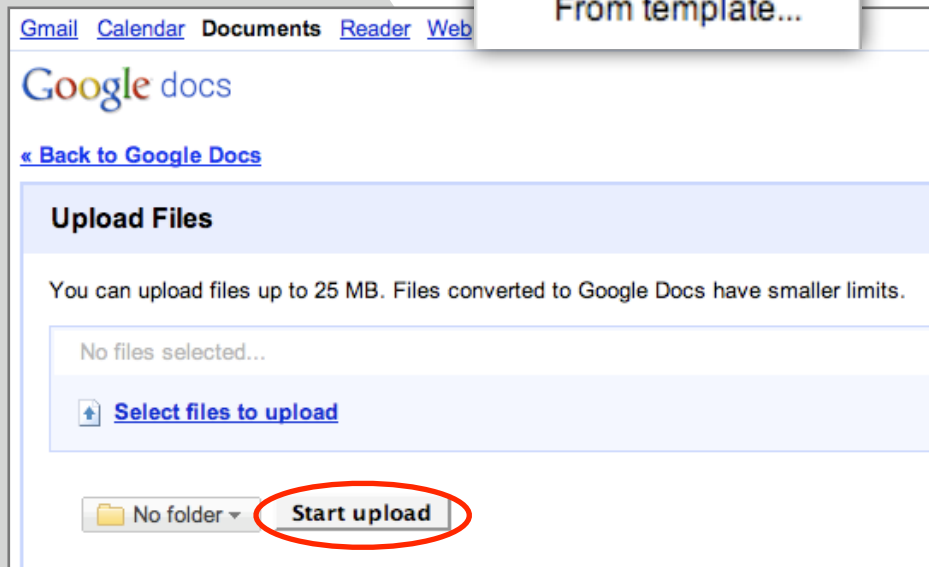 From template...
Gmail Calendar Documents Reader Web
Google docs
« Back to Google Docs
Upload Files
You can upload files up to 25 MB. Files converted to Google Docs have smaller limits.
No files selected...
Select files to upload
No folder Start upload